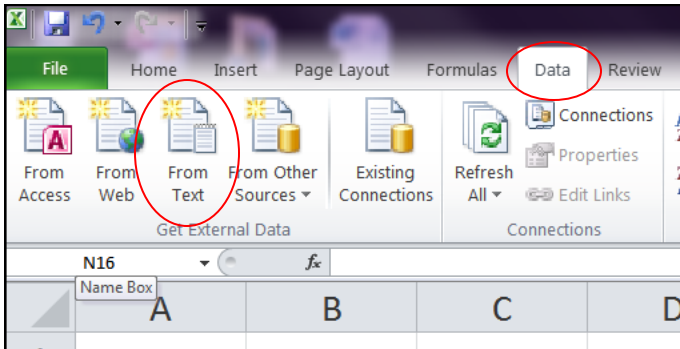 File Home Insert Page Layout Formulas Data Review
From Access
From Web
From Text
From Other Sources
Existing Connections
Refresh All
Connections
Properties
Edit Links
Get External Data
Connections
N16 fx
Name Box
A B C D